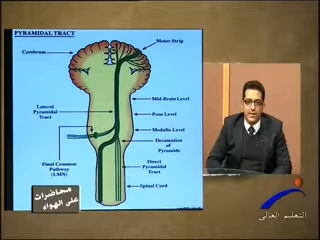 PYRAMIDAL TRACT
Cerebrum
Motor Strip
Mid-Brain Level
Lateral
Pyramidal
Tract
Pons Level
Medulla Level
Decussation
of Pyramids
Final Common
Pathway
(LMN)
Direct
Pyramidal
Tract
Spinal Cord
محاضرات
على الهواء
التعليم العالى